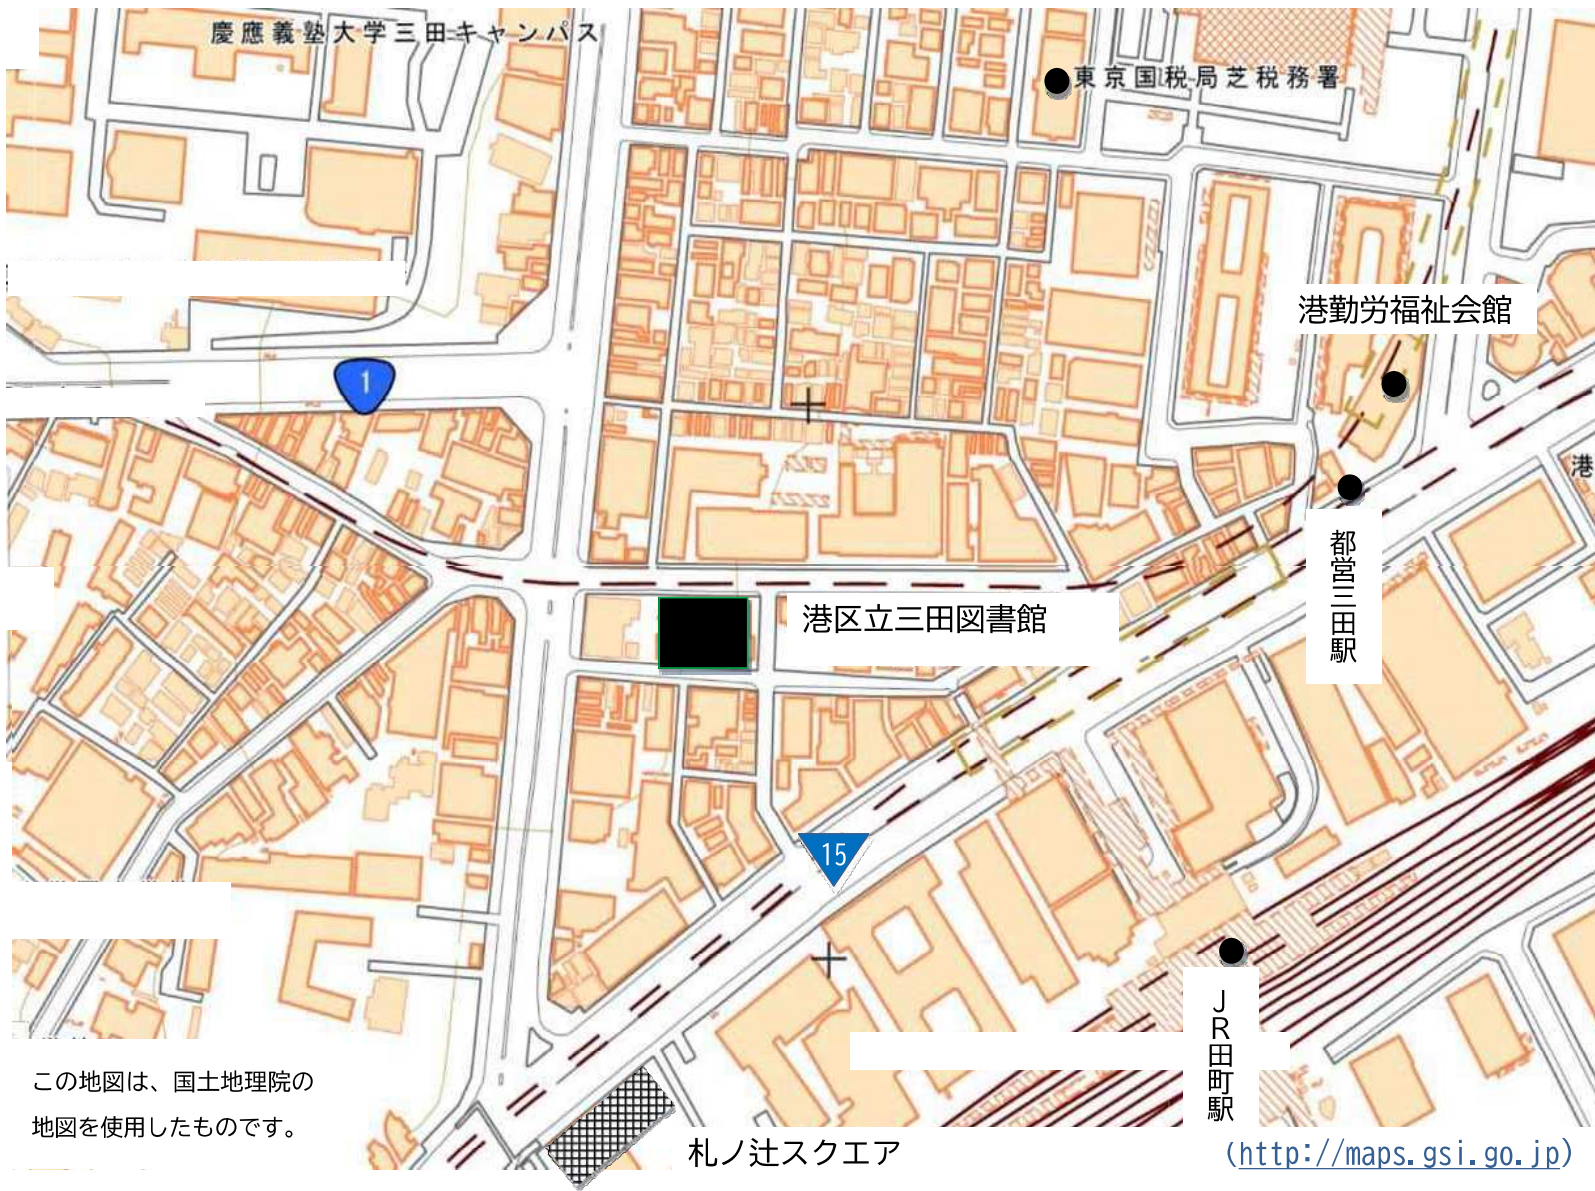 慶應義塾大学三田キャンパス
東京国税局芝税務署
港勤労福祉会館
1
港
都営三田駅
港区立三田図書館
15
JR田町駅
この地図は、国土地理院の
地図を使用したものです。
札ノ辻スクエア
(http://maps.gsi.go.jp)